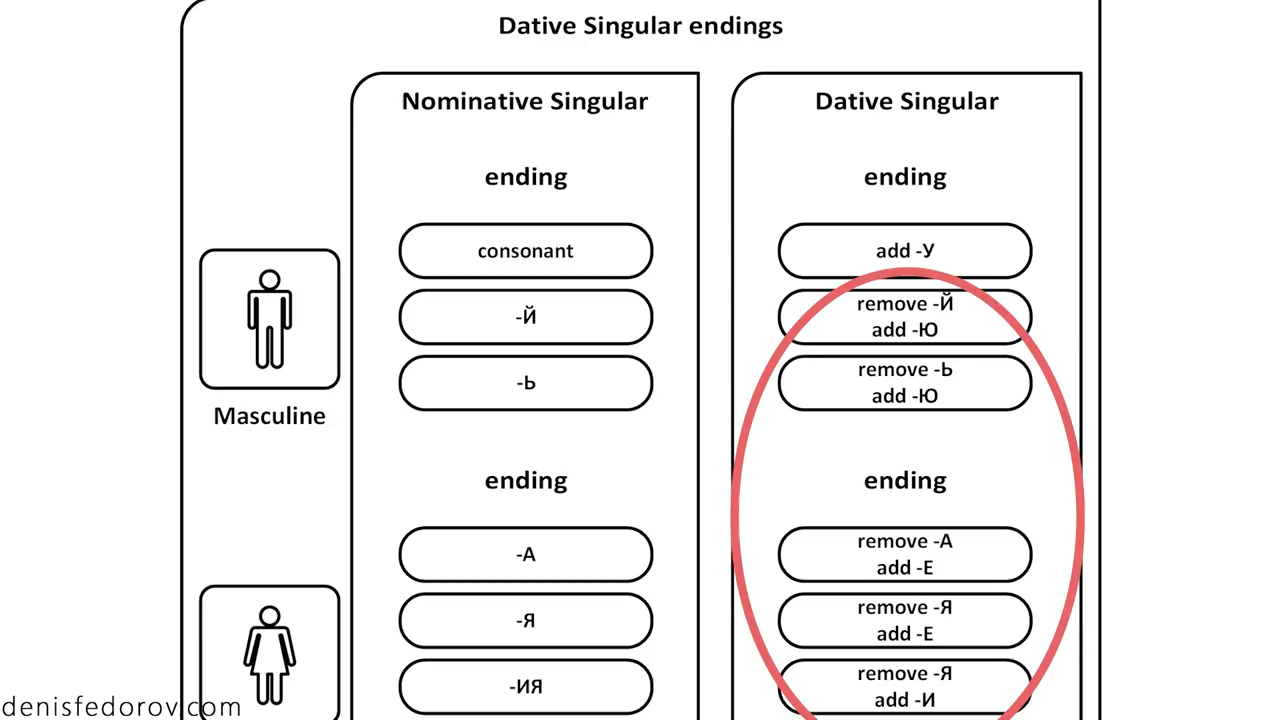 Dative Singular endings
Nominative Singular
Dative Singular
ending
ending
consonant
add -У
-Й
remove -Й
add -Ю
-Ь
remove -Ь
add -Ю
Masculine
ending
ending
-А
remove -А
add -Е
-Я
remove -Я
add -Е
-ИЯ
remove -Я
add -И
denisfedorov.com